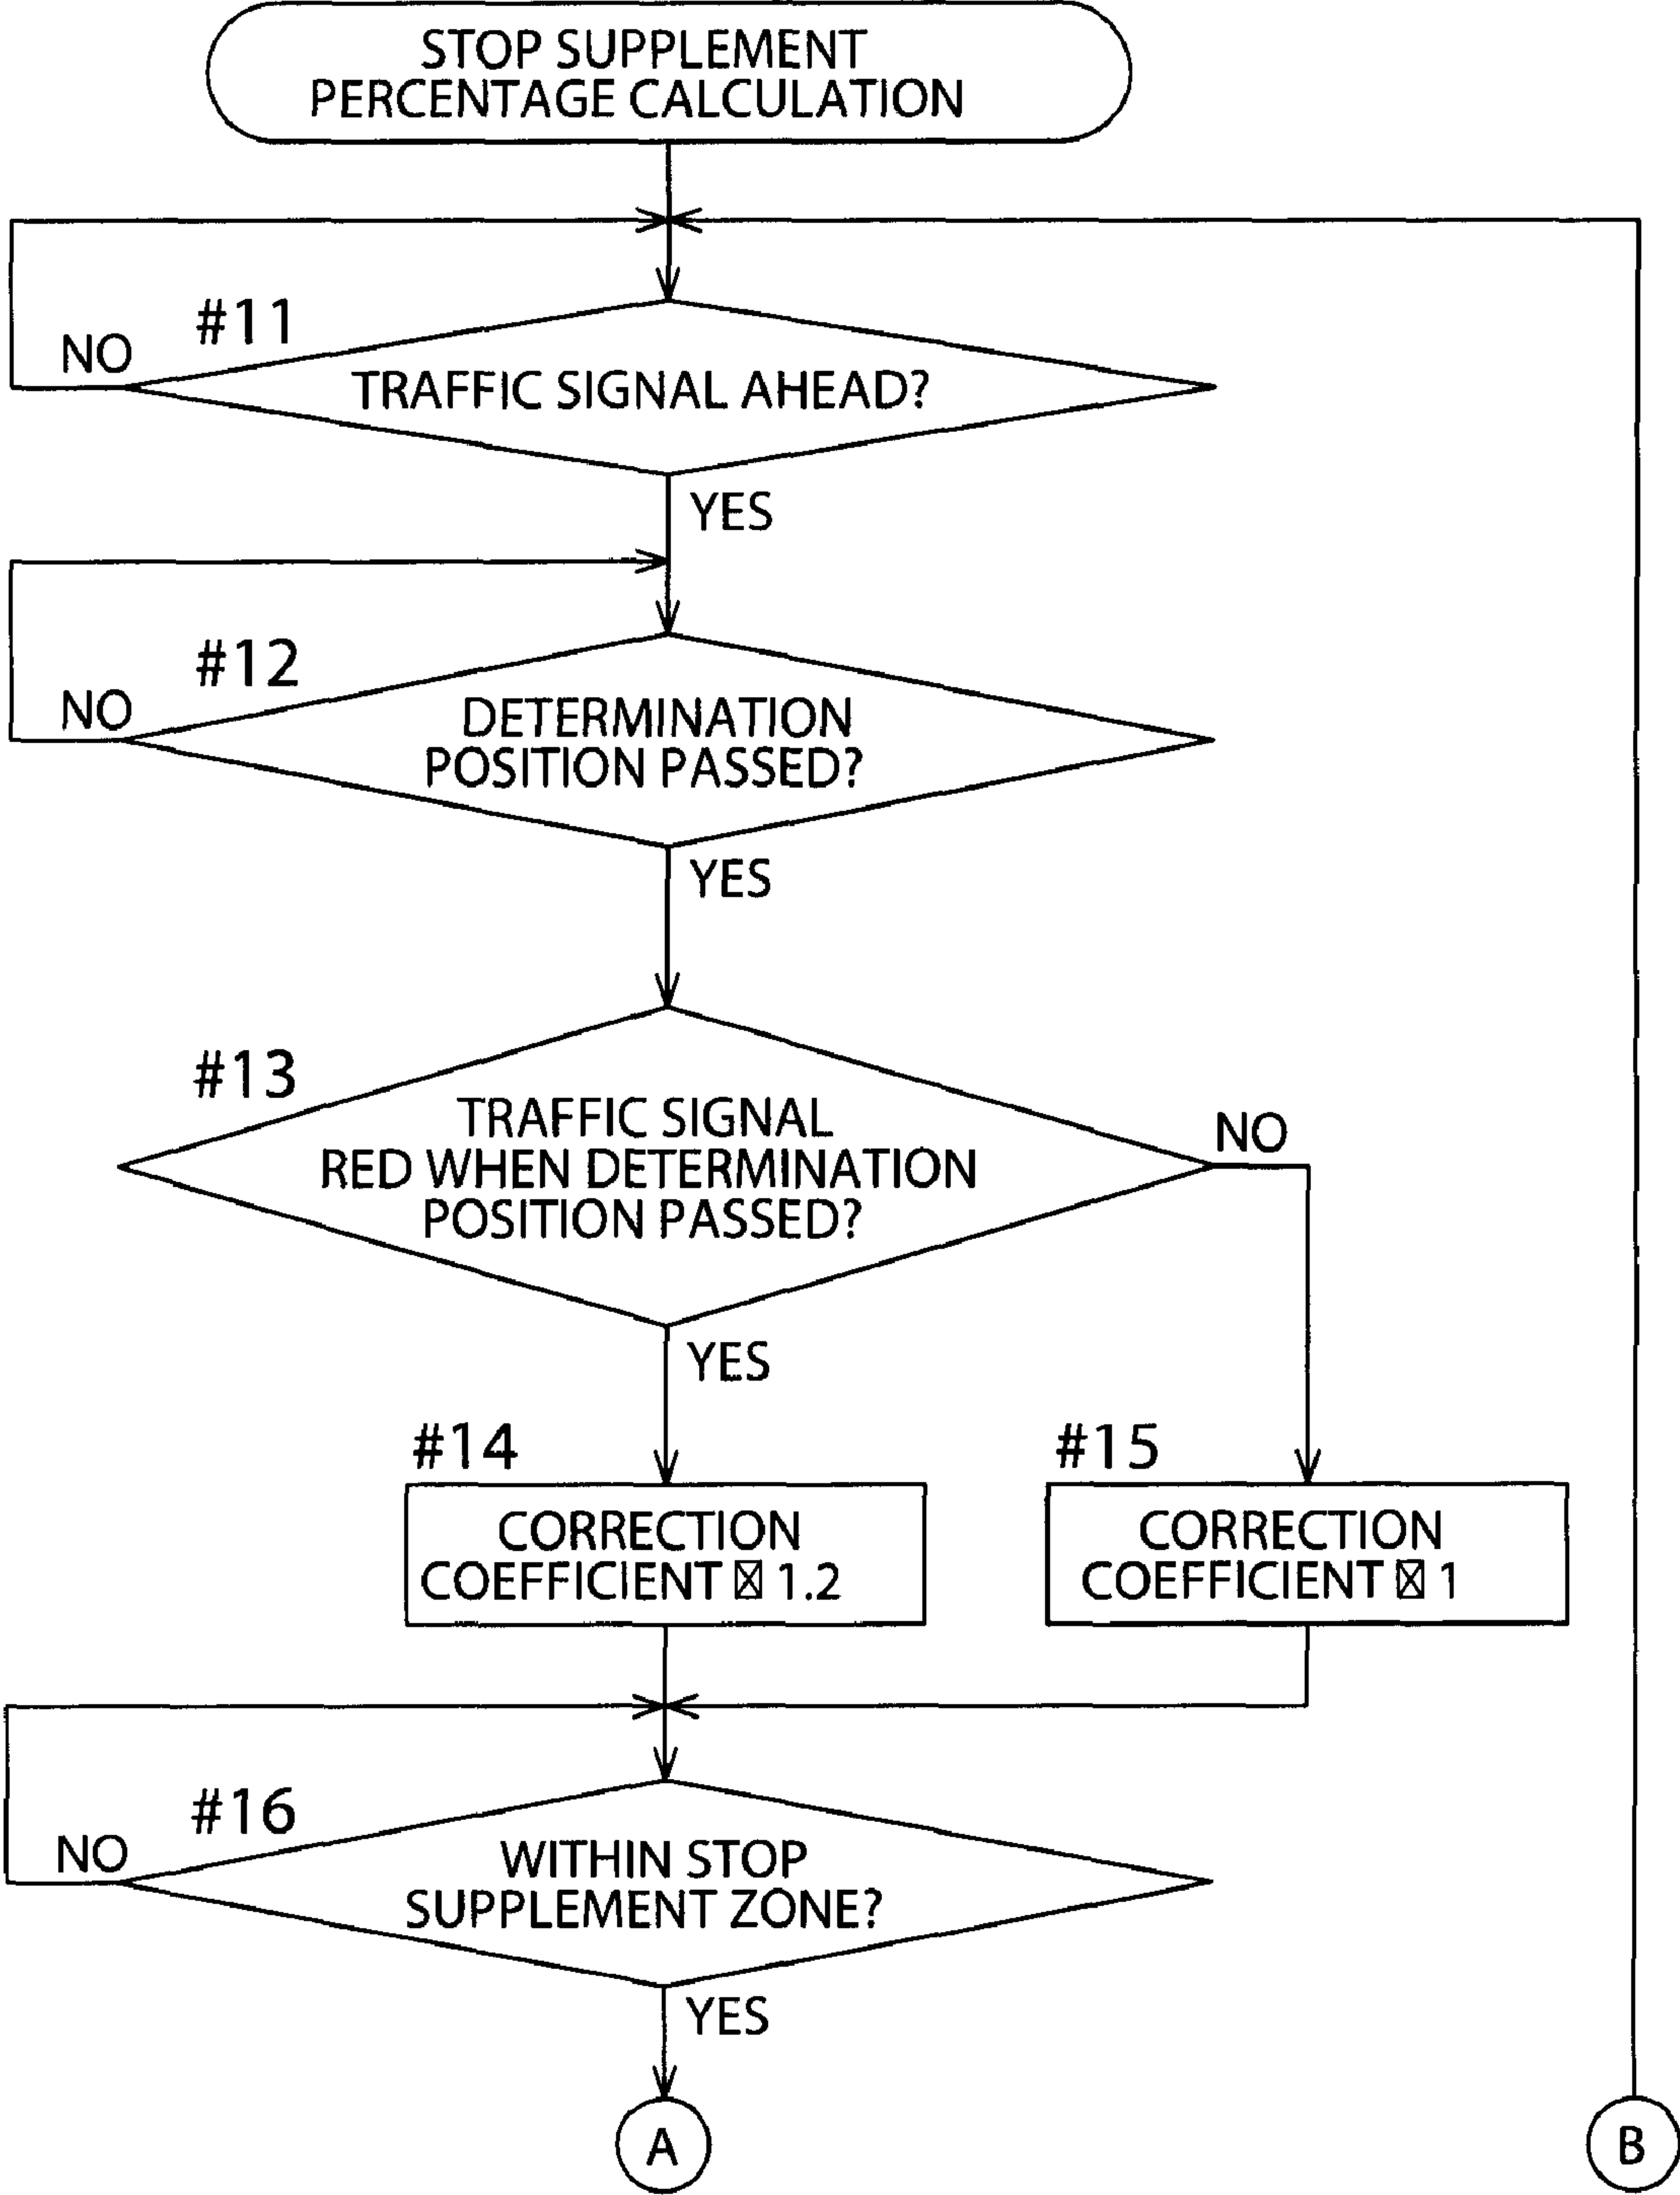 STOP SUPPLEMENT
PERCENTAGE CALCULATION
#11
NO
TRAFFIC SIGNAL AHEAD?
YES
#12
NO
DETERMINATION
POSITION PASSED?
YES
#13
TRAFFIC SIGNAL
RED WHEN DETERMINATION
POSITION PASSED?
NO
YES
#14
CORRECTION
COEFFICIENT ☒ 1.2
#15
CORRECTION
COEFFICIENT ☒ 1
#16
NO
WITHIN STOP
SUPPLEMENT ZONE?
YES
A
B